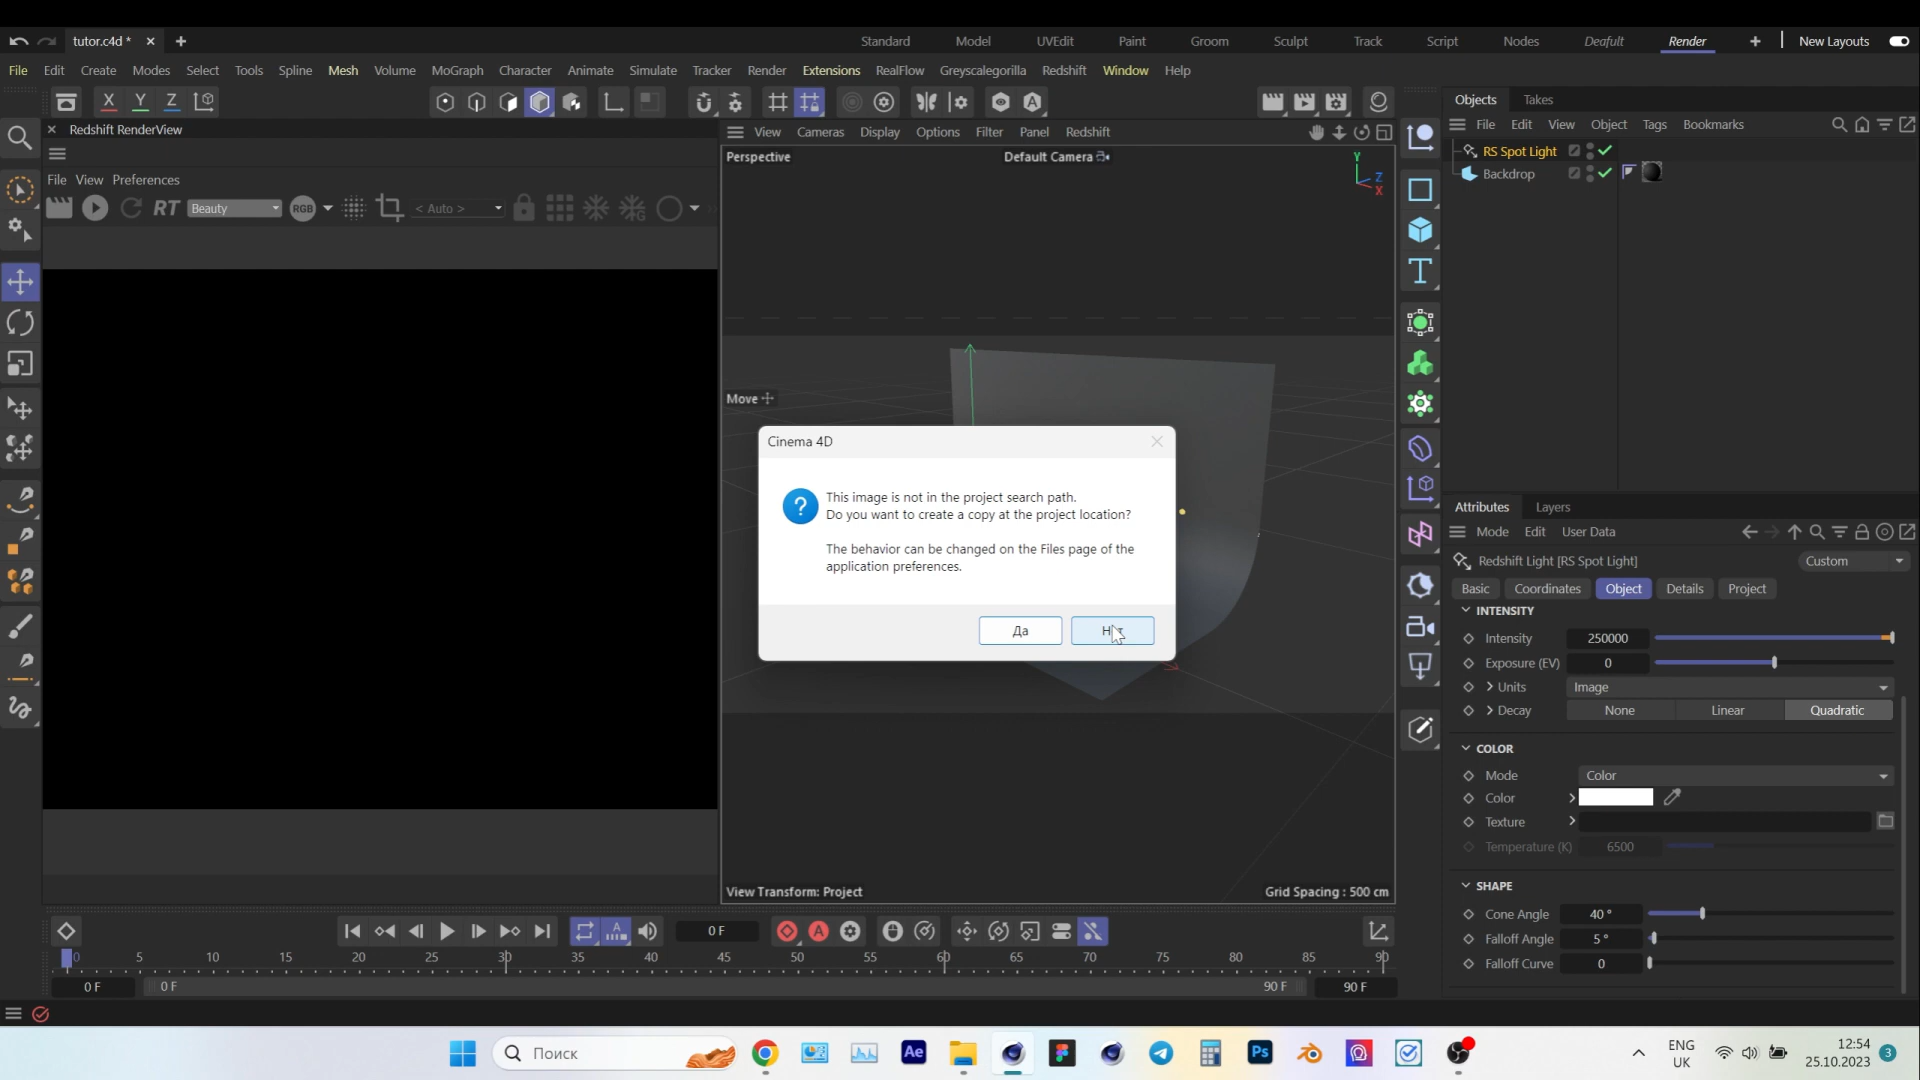 tutor.c4d *
Standard
Model
UVEdit
Paint
Groom
Sculpt
Track
Script
Nodes
Deafult
Render
New Layouts
File
Edit
Create
Modes
Select
Tools
Spline
Mesh
Volume
MoGraph
Character
Animate
Simulate
Tracker
Render
Extensions
RealFlow
Greyscalegorilla
Redshift
Window
Help
X
Y
Z
Redshift RenderView
File
View
Preferences
RT
Beauty
RGB
< Auto >
View
Cameras
Display
Options
Filter
Panel
Redshift
Perspective
Default Camera
Y
Z
X
Move
Cinema 4D
This image is not in the project search path.
Do you want to create a copy at the project location?
The behavior can be changed on the Files page of the
application preferences.
Да
View Transform: Project
Grid Spacing : 500 cm
Objects
Takes
File
Edit
View
Object
Tags
Bookmarks
RS Spot Light
Backdrop
Attributes
Layers
Mode
Edit
User Data
Redshift Light [RS Spot Light]
Custom
Basic
Coordinates
Object
Details
Project
INTENSITY
Intensity
250000
Exposure (EV)
0
Units
Image
Decay
None
Linear
Quadratic
COLOR
Mode
Color
Color
Texture
Temperature (K)
6500
SHAPE
Cone Angle
40 °
Falloff Angle
5 °
Falloff Curve
0
0 F
0
5
10
15
20
25
30
35
40
45
50
55
60
65
70
75
80
85
90
0 F
0 F
90 F
90 F
Поиск
Ae
Ps
ENG
UK
12:54
25.10.2023
3